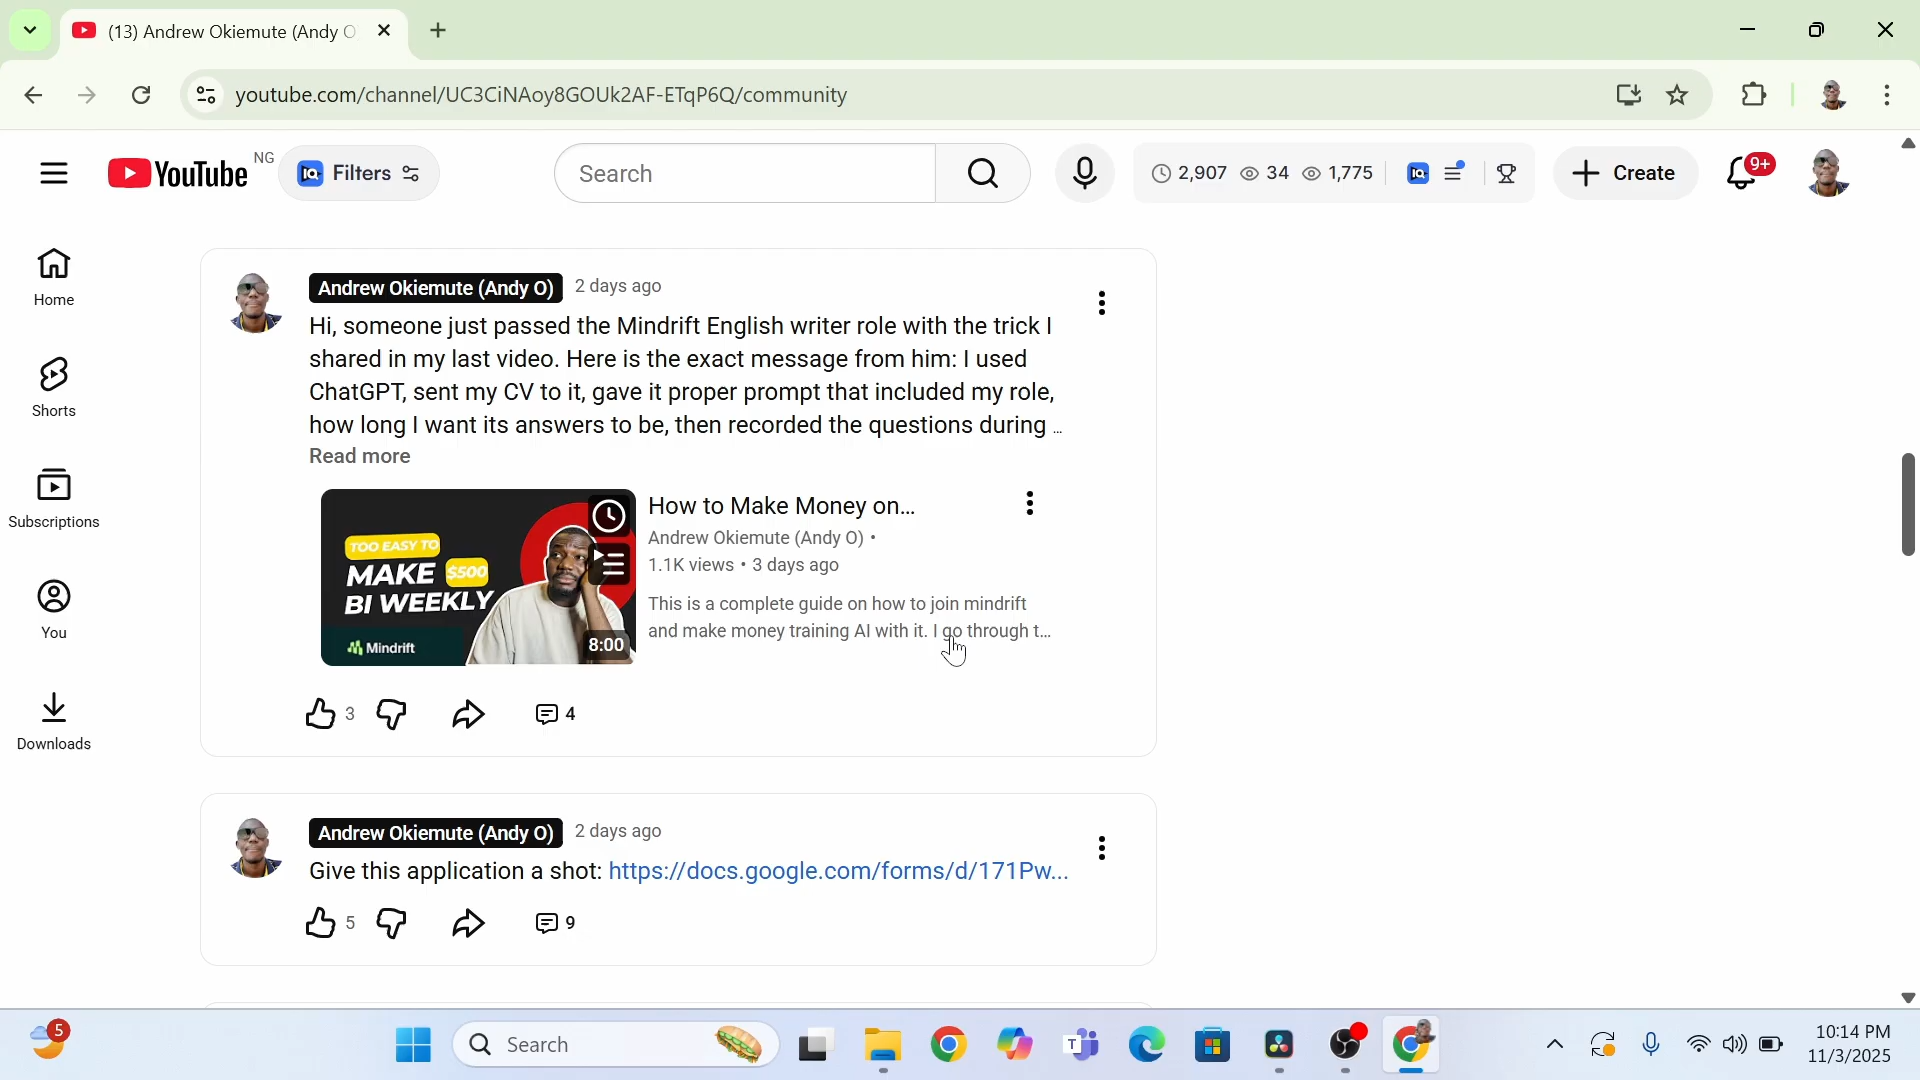 (13) Andrew Okiemute (Andy O
youtube.com/channel/UC3CiNAoy8GOUk2AF-ETqP6Q/community
YouTube NG
Filters
Search
2,907 34 1,775
Create
9+
Home
Shorts
Subscriptions
You
Downloads
Andrew Okiemute (Andy O) 2 days ago
Hi, someone just passed the Mindrift English writer role with the trick I
shared in my last video. Here is the exact message from him: I used
ChatGPT, sent my CV to it, gave it proper prompt that included my role,
how long I want its answers to be, then recorded the questions during ...
Read more
TOO EASY TO
MAKE $500
BI WEEKLY
Mindrift
8:00
How to Make Money on...
Andrew Okiemute (Andy O) •
1.1K views • 3 days ago
This is a complete guide on how to join mindrift
and make money training AI with it. I go through t...
3
4
Andrew Okiemute (Andy O) 2 days ago
Give this application a shot: https://docs.google.com/forms/d/171Pw...
5
9
5
Search
10:14 PM
11/3/2025